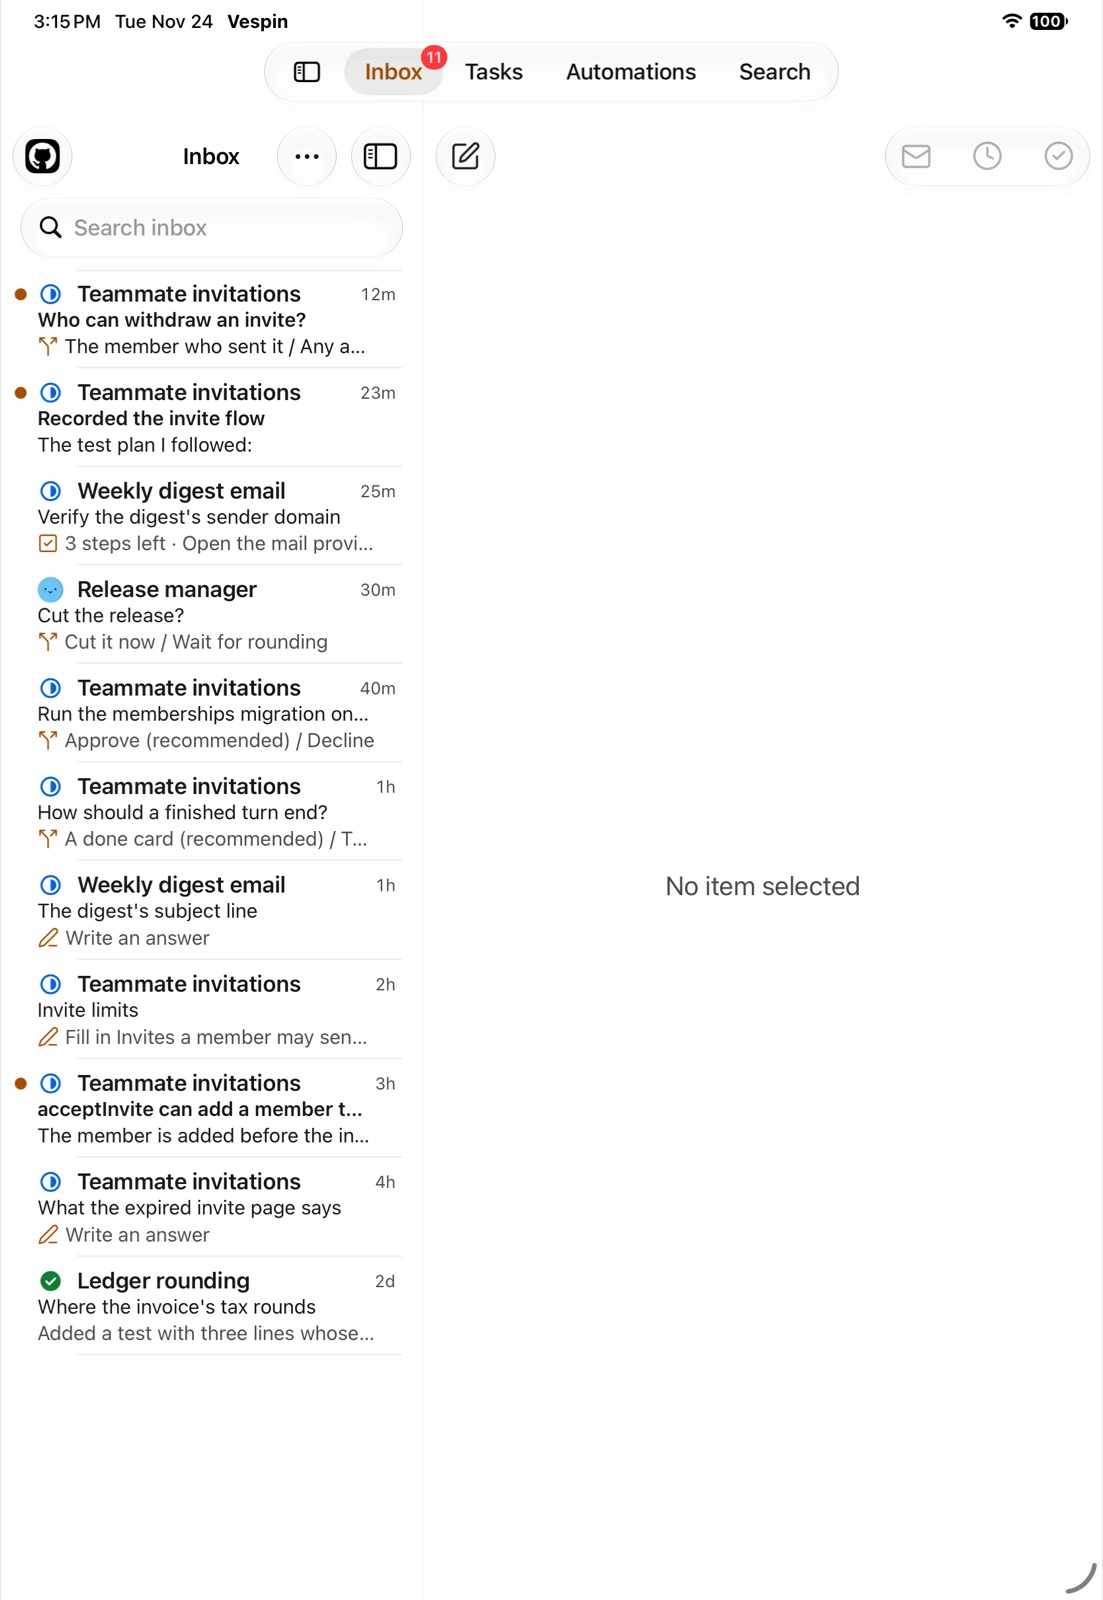 3:15 PM Tue Nov 24 Vespin
100
Inbox 11 Tasks Automations Search
Inbox
Search inbox
Teammate invitations 12m
Who can withdraw an invite?
The member who sent it / Any a...
Teammate invitations 23m
Recorded the invite flow
The test plan I followed:
Weekly digest email 25m
Verify the digest's sender domain
3 steps left · Open the mail provi...
Release manager 30m
Cut the release?
Cut it now / Wait for rounding
Teammate invitations 40m
Run the memberships migration on...
Approve (recommended) / Decline
Teammate invitations 1h
How should a finished turn end?
A done card (recommended) / T...
Weekly digest email 1h
The digest's subject line
Write an answer
Teammate invitations 2h
Invite limits
Fill in Invites a member may sen...
Teammate invitations 3h
acceptInvite can add a member t...
The member is added before the in...
Teammate invitations 4h
What the expired invite page says
Write an answer
Ledger rounding 2d
Where the invoice's tax rounds
Added a test with three lines whose...
No item selected